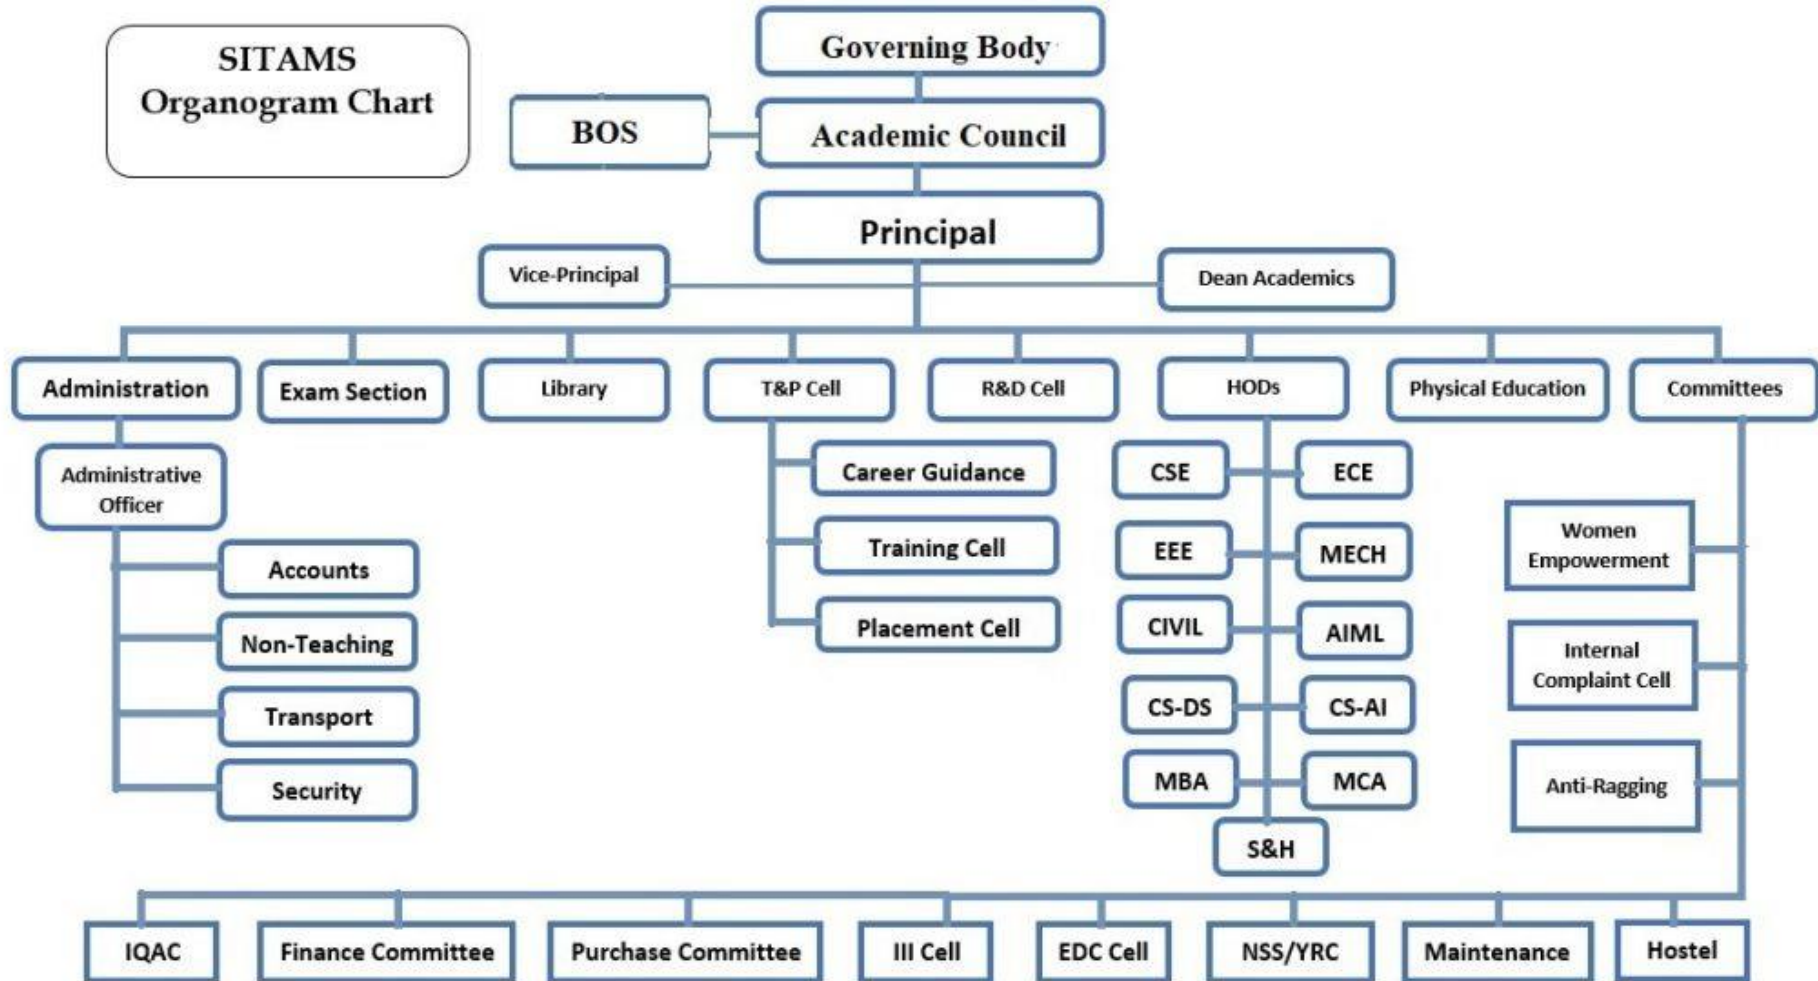 SITAMS
Organogram Chart
Governing Body
BOS
Academic Council
Principal
Vice-Principal
Dean Academics
Administration
Exam Section
Library
T&P Cell
R&D Cell
HODs
Physical Education
Committees
Administrative
Officer
Accounts
Non-Teaching
Transport
Security
Career Guidance
Training Cell
Placement Cell
CSE
ECE
EEE
MECH
CIVIL
AIML
CS-DS
CS-AI
MBA
MCA
S&H
Women
Empowerment
Internal
Complaint Cell
Anti-Ragging
IQAC
Finance Committee
Purchase Committee
III Cell
EDC Cell
NSS/YRC
Maintenance
Hostel